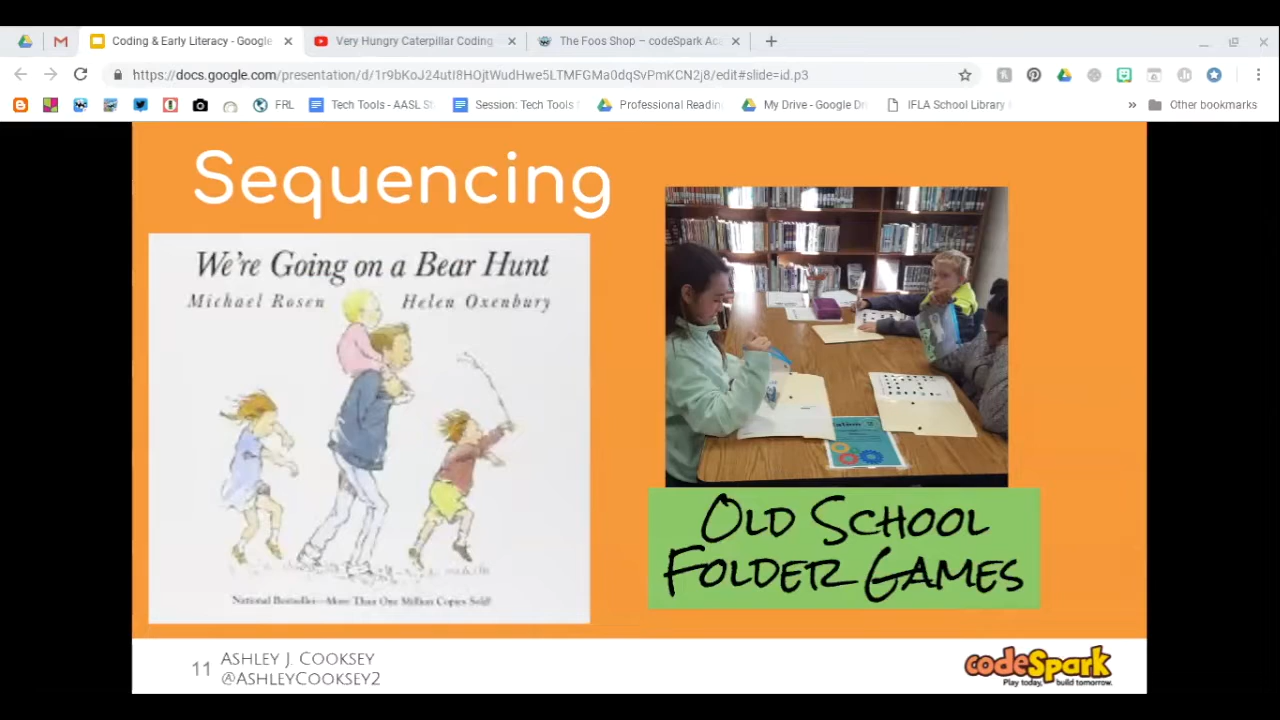 Coding & Early Literacy - Google
Very Hungry Caterpillar Coding
The Foos Shop – codeSpark Aca
https://docs.google.com/presentation/d/1r9bKoJ24utI8HOjtWudHwe5LTMFGMa0dqSvPmKCN2j8/edit#slide=id.p3
FRL
Tech Tools - AASL St
Session: Tech Tools
Professional Readin
My Drive - Google Dri
IFLA School Library
Other bookmarks
Sequencing
We're Going on a Bear Hunt
Michael Rosen Helen Oxenbury
National Bestseller—More Than One Million Copies Sold!
OLD SCHOOL
FOLDER GAMES
11
ASHLEY J. COOKSEY
@ASHLEYCOOKSEY2
codeSpark
Play today, build tomorrow.